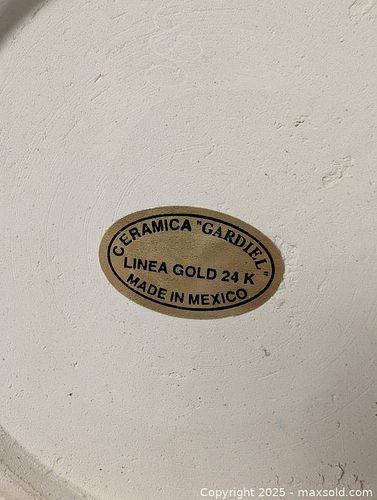 CERAMICA "GARDIEL"
LINEA GOLD 24 K
MADE IN MEXICO
Copyright © 2025 - maxsold.com